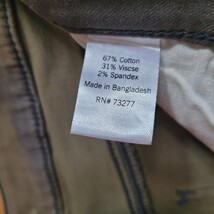 67% Cotton
31% Viscse
2% Spandex
Made in Bangladesh
RN# 73277